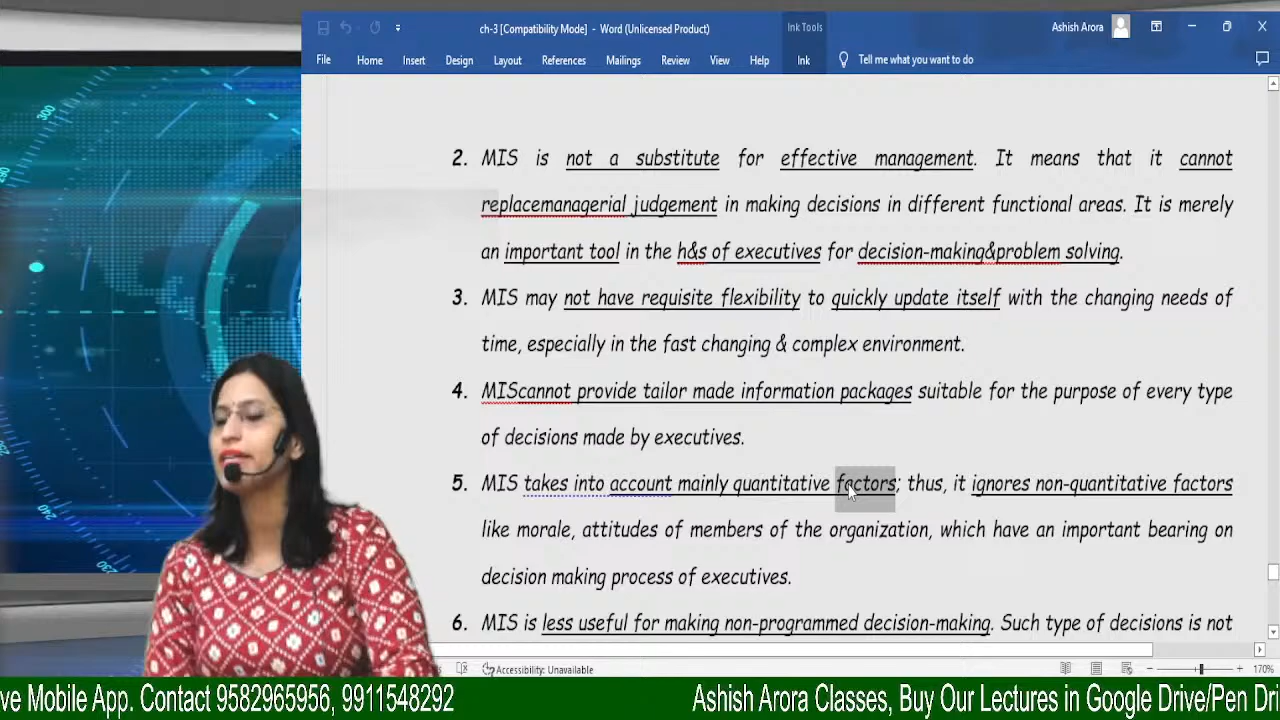 ch-3 [Compatibility Mode] - Word (Unlicensed Product)
Ink Tools
Ashish Arora
File Home Insert Design Layout References Mailings Review View Help Ink Tell me what you want to do
2. MIS is not a substitute for effective management. It means that it cannot
replacemanagerial judgement in making decisions in different functional areas. It is merely
an important tool in the h&s of executives for decision-making&problem solving.
3. MIS may not have requisite flexibility to quickly update itself with the changing needs of
time, especially in the fast changing & complex environment.
4. MIScannot provide tailor made information packages suitable for the purpose of every type
of decisions made by executives.
5. MIS takes into account mainly quantitative factors; thus, it ignores non-quantitative factors
like morale, attitudes of members of the organization, which have an important bearing on
decision making process of executives.
6. MIS is less useful for making non-programmed decision-making. Such type of decisions is not
Accessibility: Unavailable
170%
ve Mobile App. Contact 9582965956, 9911548292 Ashish Arora Classes, Buy Our Lectures in Google Drive/Pen Dri
300
230